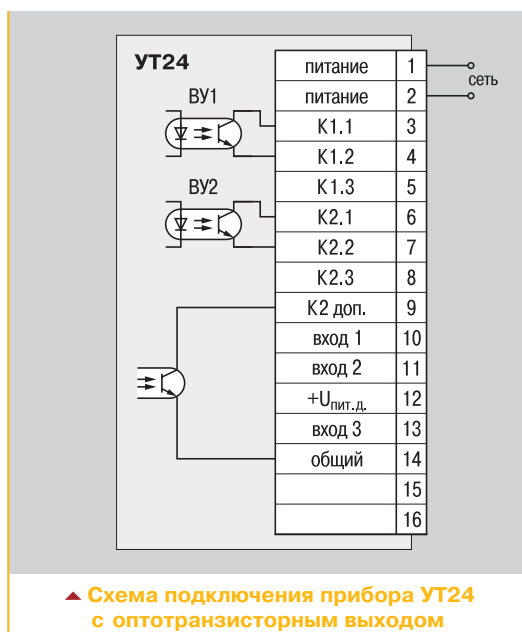 УТ24
ВУ1
ВУ2
питание 1
питание 2
сеть
К1.1 3
К1.2 4
К1.3 5
К2.1 6
К2.2 7
К2.3 8
К2 доп. 9
вход 1 10
вход 2 11
+Uпит.д. 12
вход 3 13
общий 14
15
16
Схема подключения прибора УТ24
с оптотранзисторным выходом